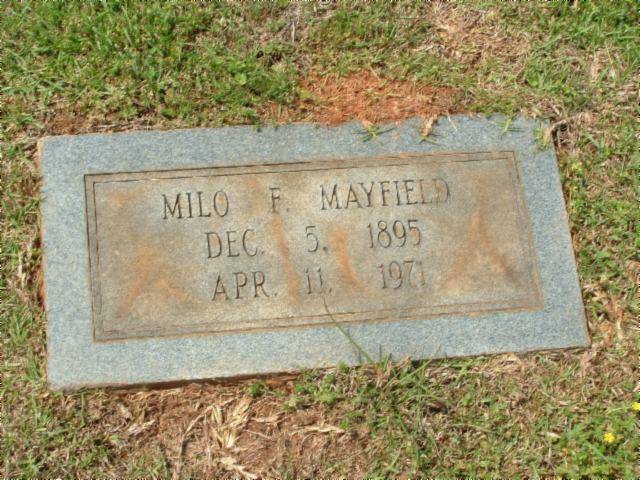 MILO F. MAYFIELD
DEC. 5, 1895
APR. 11, 1971